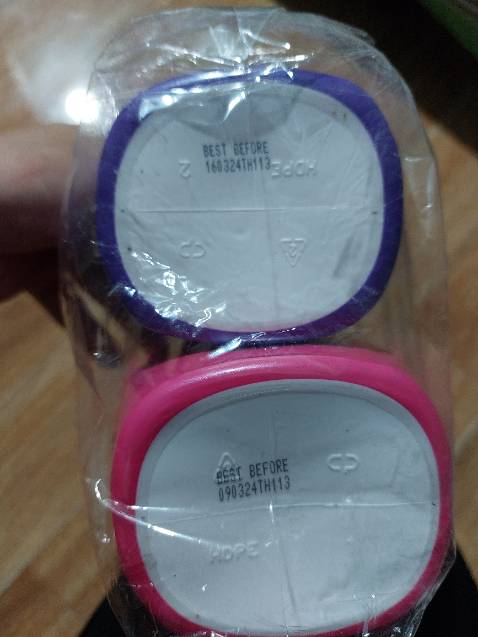 BEST BEFORE
160324TH113
2 HDPE
BEST BEFORE
090324TH113
HDPE